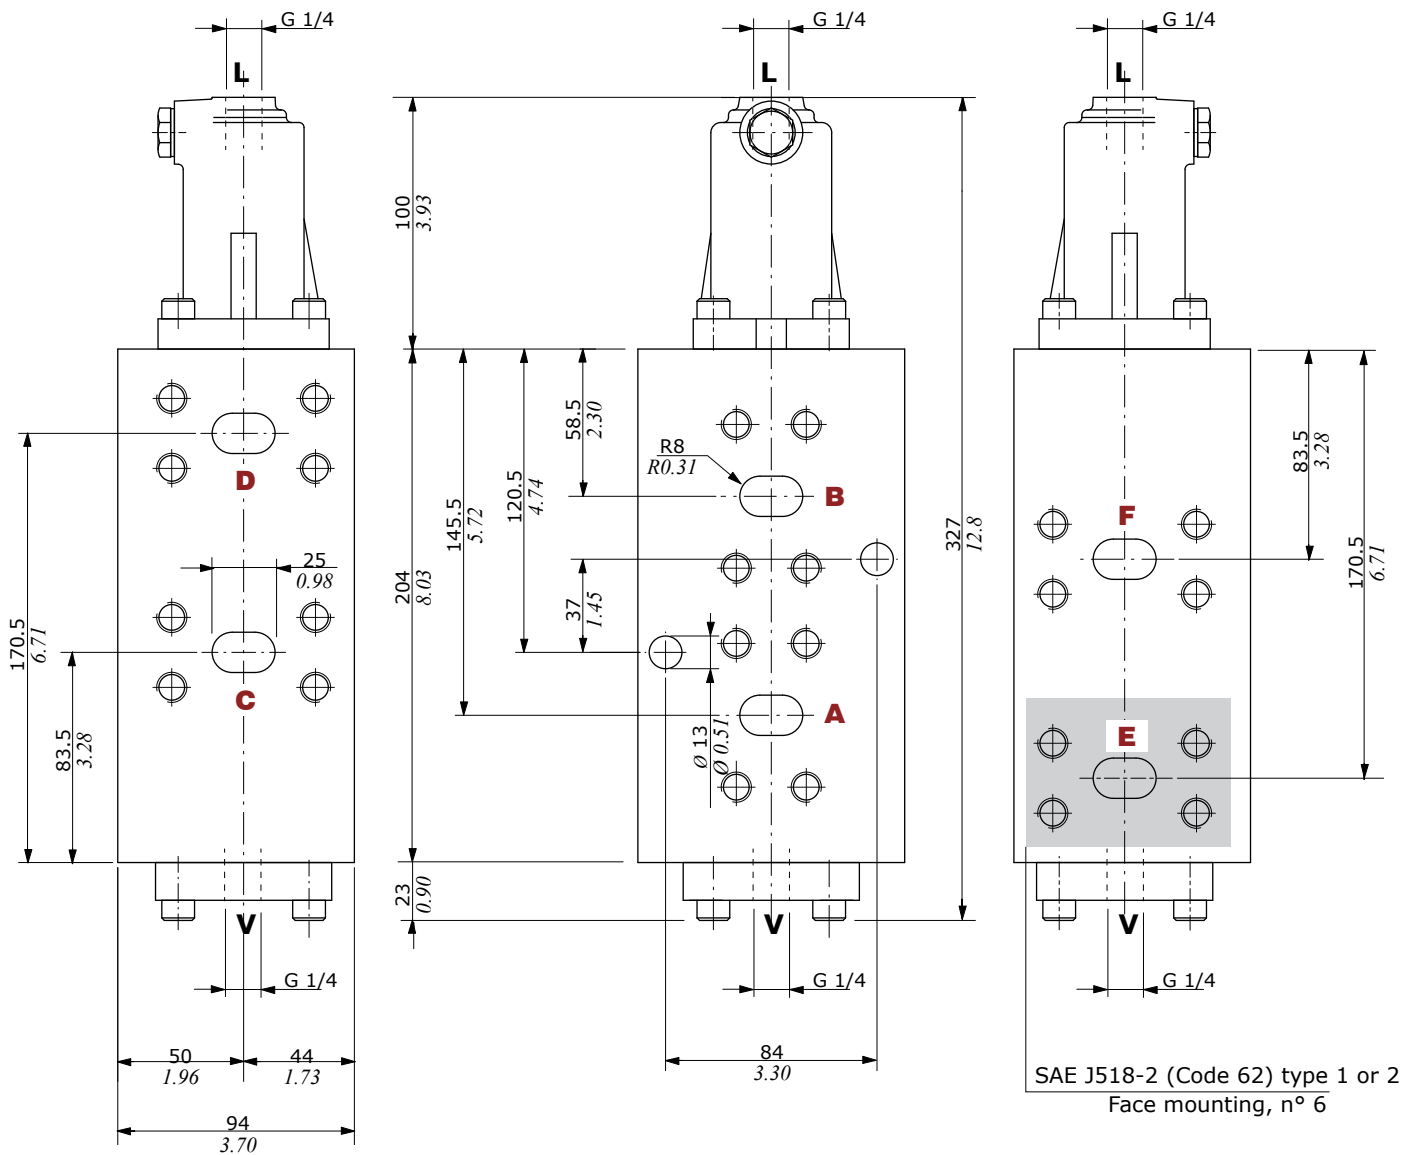 G 1/4
G 1/4
G 1/4
L
L
L
100
3.93
58.5
2.30
83.5
3.28
R8
R0.31
D
B
120.5
4.74
145.5
5.72
F
327
12.8
170.5
6.71
25
0.98
204
8.03
37
1.45
170.5
6.71
C
A
E
83.5
3.28
Ø 13
Ø 0.51
23
0.90
V
V
V
G 1/4
G 1/4
G 1/4
50
1.96
44
1.73
84
3.30
SAE J518-2 (Code 62) type 1 or 2
Face mounting, n° 6
94
3.70